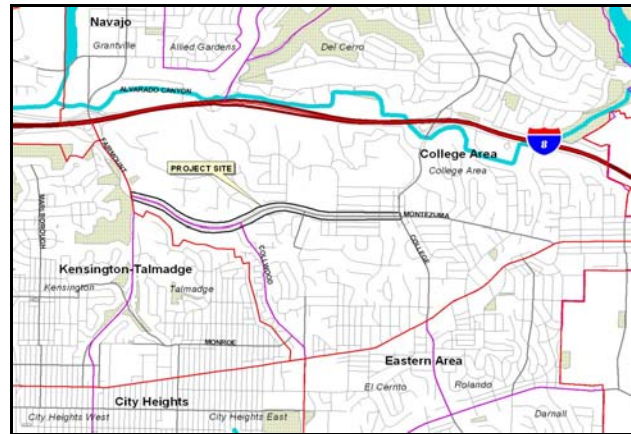 Navajo
Grantville
Allied Gardens
Del Cerro
ALVARADO CANYON
FAIRMOUNT
8
College Area
College Area
PROJECT SITE
MARLBOROUGH
MONTEZUMA
COLLWOOD
COLLEGE
Kensington-Talmadge
Kensington
Talmadge
MONROE
Eastern Area
El Cerrito
Rolando
City Heights
City Heights West
City Heights East
Darnall